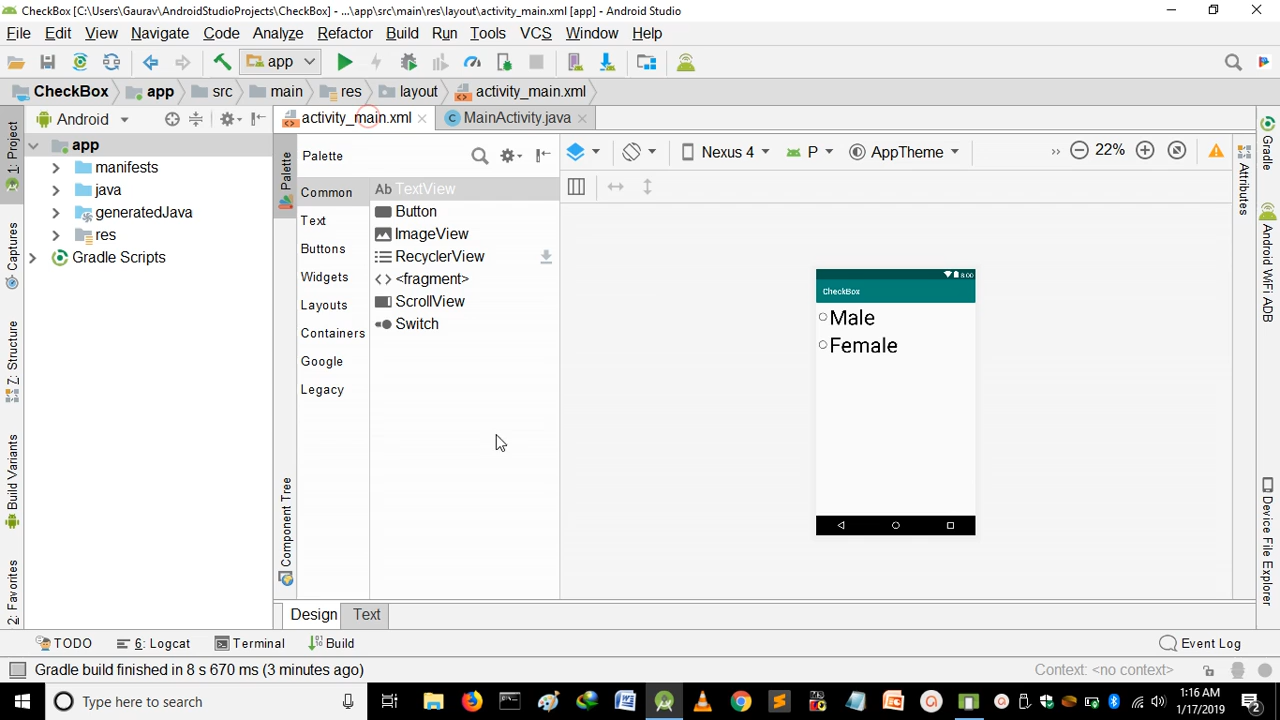 CheckBox [C:\Users\Gaurav\AndroidStudioProjects\CheckBox] - ...\app\src\main\res\layout\activity_main.xml [app] - Android Studio
File Edit View Navigate Code Analyze Refactor Build Run Tools VCS Window Help
app
CheckBox app src main res layout activity_main.xml
Android
activity_main.xml
MainActivity.java
1: Project
Captures
7: Structure
Build Variants
2: Favorites
app
manifests
java
generatedJava
res
Gradle Scripts
Palette
Component Tree
Palette
Common
Text
Buttons
Widgets
Layouts
Containers
Google
Legacy
Ab TextView
Button
ImageView
RecyclerView
<fragment>
ScrollView
Switch
Nexus 4 P AppTheme 22%
8:00
CheckBox
Male
Female
Attributes
Gradle
Android WiFi ADB
Device File Explorer
Design Text
TODO 6: Logcat Terminal Build Event Log
Gradle build finished in 8 s 670 ms (3 minutes ago)
Context: <no context>
Type here to search
1:16 AM
1/17/2019
2